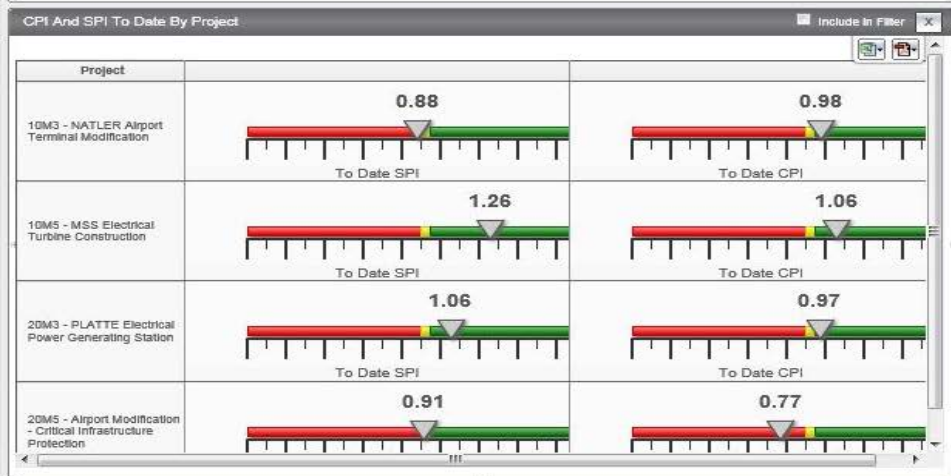 CPI And SPI To Date By Project
Include In Filter
X
Project
0.88
0.98
10M3 - NATLER Airport
Terminal Modification
To Date SPI
To Date CPI
1.26
1.06
10M5 - MSS Electrical
Turbine Construction
To Date SPI
To Date CPI
1.06
0.97
20M3 - PLATTE Electrical
Power Generating Station
To Date SPI
To Date CPI
0.91
0.77
20M5 - Airport Modification
- Critical Infrastructure
Protection